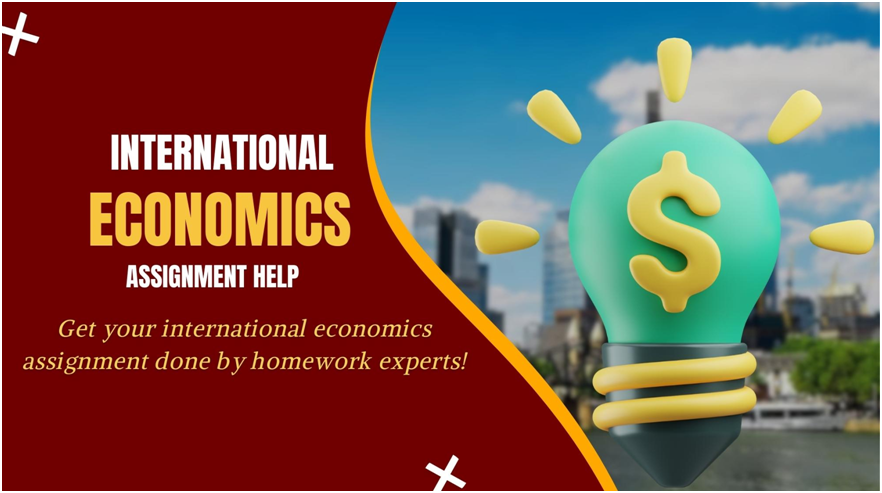 INTERNATIONAL
ECONOMICS
ASSIGNMENT HELP
Get your international economics
assignment done by homework experts!
$